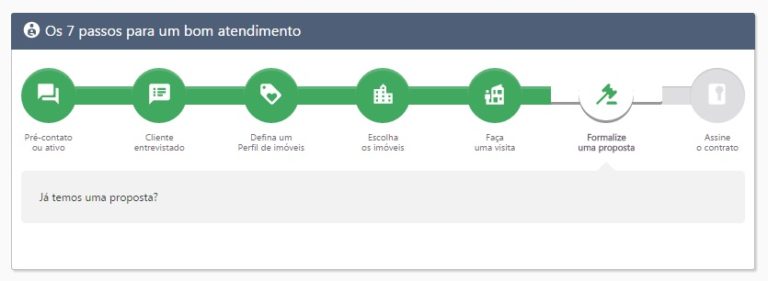 Os 7 passos para um bom atendimento
Pré-contato
ou ativo
Cliente
entrevistado
Defina um
Perfil de imóveis
Escolha
os imóveis
Faça
uma visita
Formalize
uma proposta
Assine
o contrato
Já temos uma proposta?